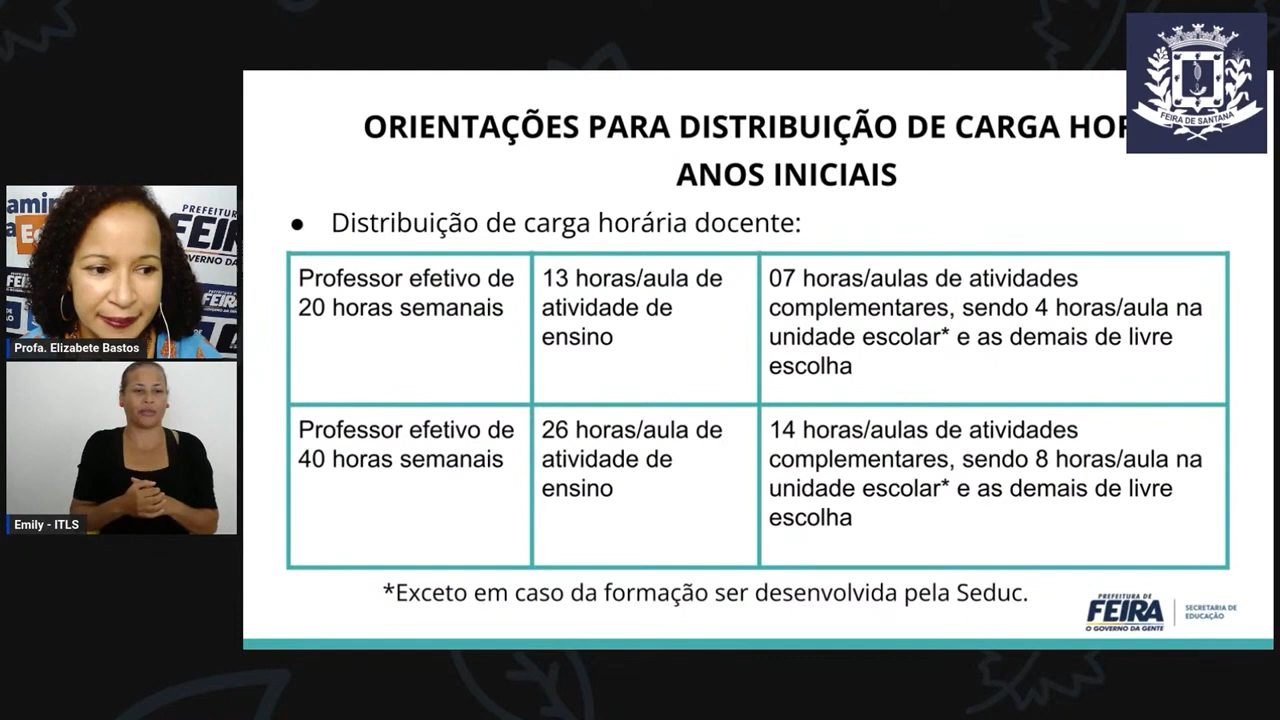 FEIRA DE SANTANA
ORIENTAÇÕES PARA DISTRIBUIÇÃO DE CARGA
ANOS INICIAIS
● Distribuição de carga horária docente:
Professor efetivo de
20 horas semanais
13 horas/aula de
atividade de
ensino
07 horas/aulas de atividades
complementares, sendo 4 horas/aula na
unidade escolar* e as demais de livre
escolha
Professor efetivo de
40 horas semanais
26 horas/aula de
atividade de
ensino
14 horas/aulas de atividades
complementares, sendo 8 horas/aula na
unidade escolar* e as demais de livre
escolha
*Exceto em caso da formação ser desenvolvida pela Seduc.
PREFEITURA DE
FEIRA
O GOVERNO DA GENTE
SECRETARIA DE
EDUCAÇÃO
Profa. Elizabete Bastos
Emily - ITLS